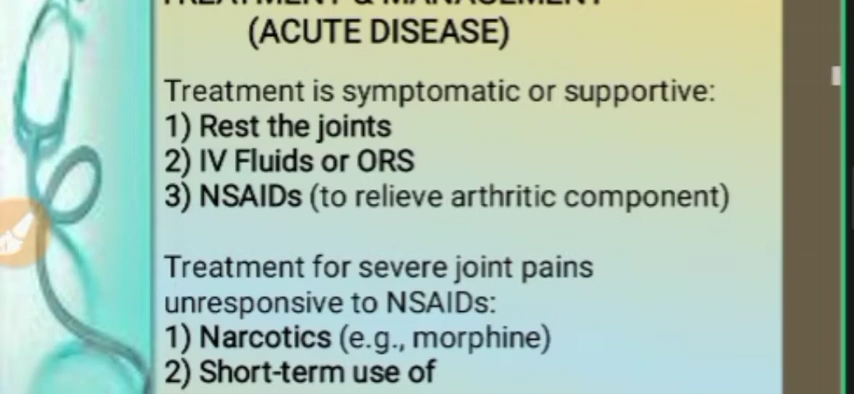 TREATMENT & MANAGEMENT
(ACUTE DISEASE)
Treatment is symptomatic or supportive:
1) Rest the joints
2) IV Fluids or ORS
3) NSAIDs (to relieve arthritic component)
Treatment for severe joint pains
unresponsive to NSAIDs:
1) Narcotics (e.g., morphine)
2) Short-term use of